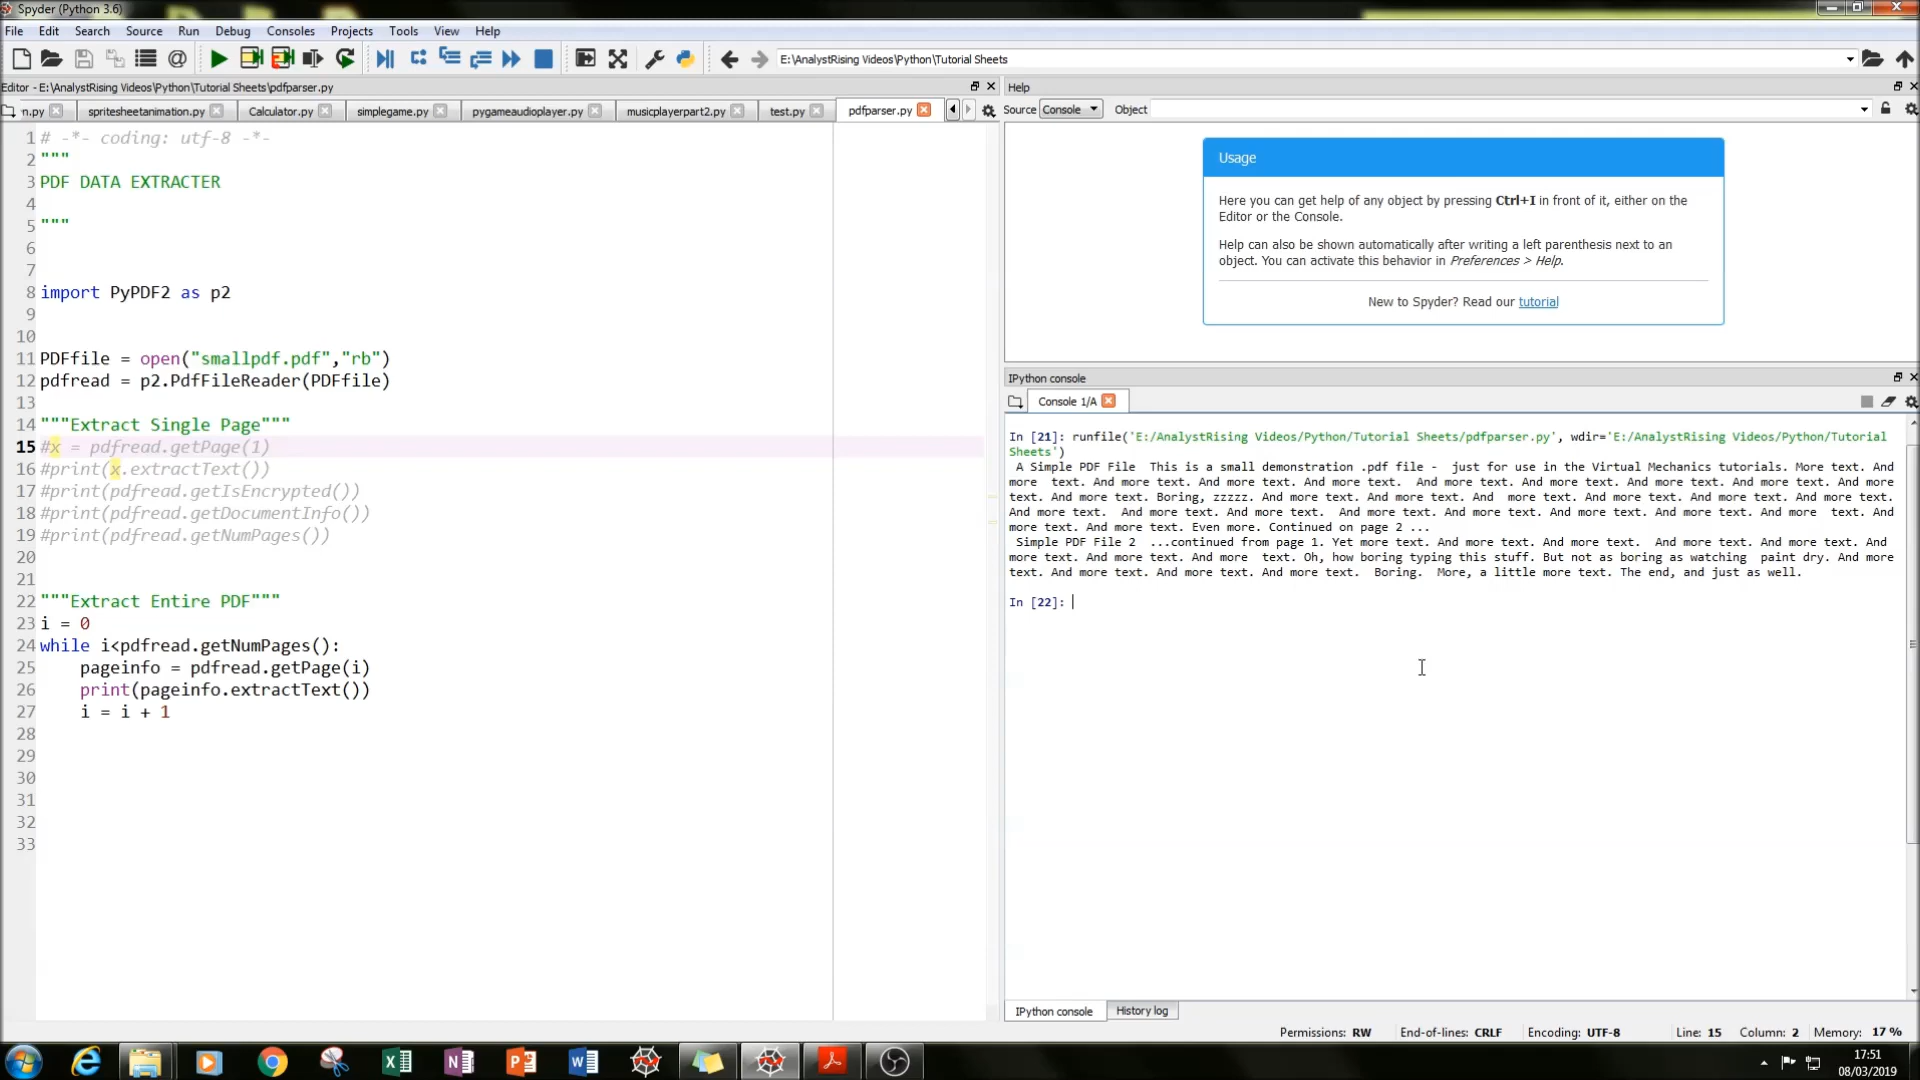 Spyder (Python 3.6)
File Edit Search Source Run Debug Consoles Projects Tools View Help
E:\AnalystRising Videos\Python\Tutorial Sheets
Editor - E:\AnalystRising Videos\Python\Tutorial Sheets\pdfparser.py
n.py spritesheetanimation.py Calculator.py simplegame.py pygameaudioplayer.py musicplayerpart2.py test.py pdfparser.py
1 # -*- coding: utf-8 -*-
2 """
3 PDF DATA EXTRACTER
4
5 """
6
7
8 import PyPDF2 as p2
9
10
11 PDFfile = open("smallpdf.pdf","rb")
12 pdfread = p2.PdfFileReader(PDFfile)
13
14 """Extract Single Page"""
15 #x = pdfread.getPage(1)
16 #print(x.extractText())
17 #print(pdfread.getIsEncrypted())
18 #print(pdfread.getDocumentInfo())
19 #print(pdfread.getNumPages())
20
21
22 """Extract Entire PDF"""
23 i = 0
24 while i<pdfread.getNumPages():
25     pageinfo = pdfread.getPage(i)
26     print(pageinfo.extractText())
27     i = i + 1
28
29
30
31
32
33
Help
Source Console Object
Usage
Here you can get help of any object by pressing Ctrl+I in front of it, either on the
Editor or the Console.
Help can also be shown automatically after writing a left parenthesis next to an
object. You can activate this behavior in Preferences > Help.
New to Spyder? Read our tutorial
IPython console
Console 1/A
In [21]: runfile('E:/AnalystRising Videos/Python/Tutorial Sheets/pdfparser.py', wdir='E:/AnalystRising Videos/Python/Tutorial
Sheets')
A Simple PDF File  This is a small demonstration .pdf file -  just for use in the Virtual Mechanics tutorials. More text. And
more  text. And more text. And more text. And more text.  And more text. And more text. And more text. And more text. And more
text. And more text. Boring, zzzzz. And more text. And more text. And  more text. And more text. And more text. And more text.
And more text.  And more text. And more text.  And more text. And more text. And more text. And more text. And more  text. And
more text. And more text. Even more. Continued on page 2 ...
Simple PDF File 2  ...continued from page 1. Yet more text. And more text. And more text.  And more text. And more text. And
more text. And more text. And more  text. Oh, how boring typing this stuff. But not as boring as watching  paint dry. And more
text. And more text. And more text. And more text.  Boring.  More, a little more text. The end, and just as well.
In [22]:
IPython console History log
Permissions: RW End-of-lines: CRLF Encoding: UTF-8 Line: 15 Column: 2 Memory: 17 %
17:51
08/03/2019